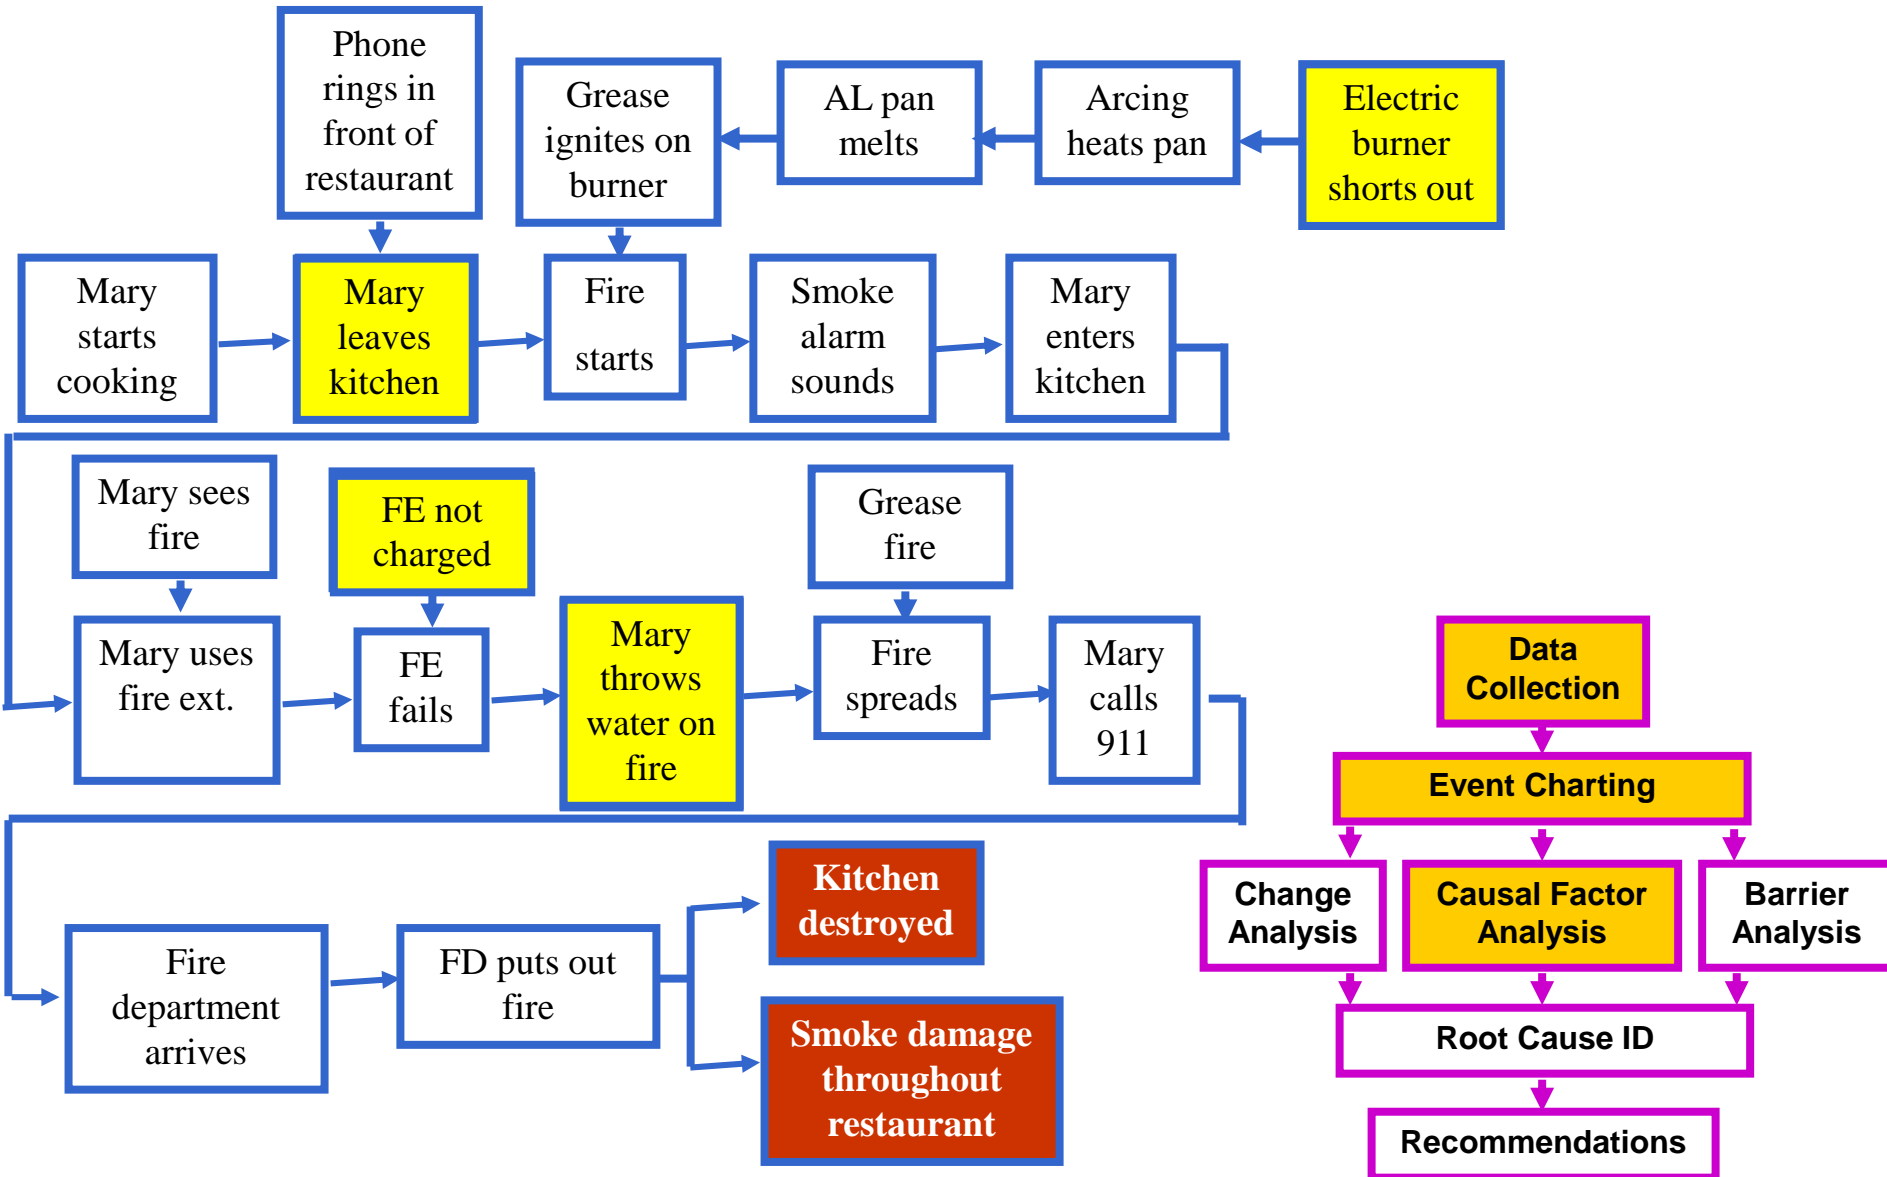 Phone
rings in
front of
restaurant
Grease
ignites on
burner
AL pan
melts
Arcing
heats pan
Electric
burner
shorts out
Mary
starts
cooking
Mary
leaves
kitchen
Fire
starts
Smoke
alarm
sounds
Mary
enters
kitchen
Mary sees
fire
FE not
charged
Grease
fire
Mary uses
fire ext.
FE
fails
Mary
throws
water on
fire
Fire
spreads
Mary
calls
911
Fire
department
arrives
FD puts out
fire
Kitchen
destroyed
Smoke damage
throughout
restaurant
Data
Collection
Event Charting
Change
Analysis
Causal Factor
Analysis
Barrier
Analysis
Root Cause ID
Recommendations